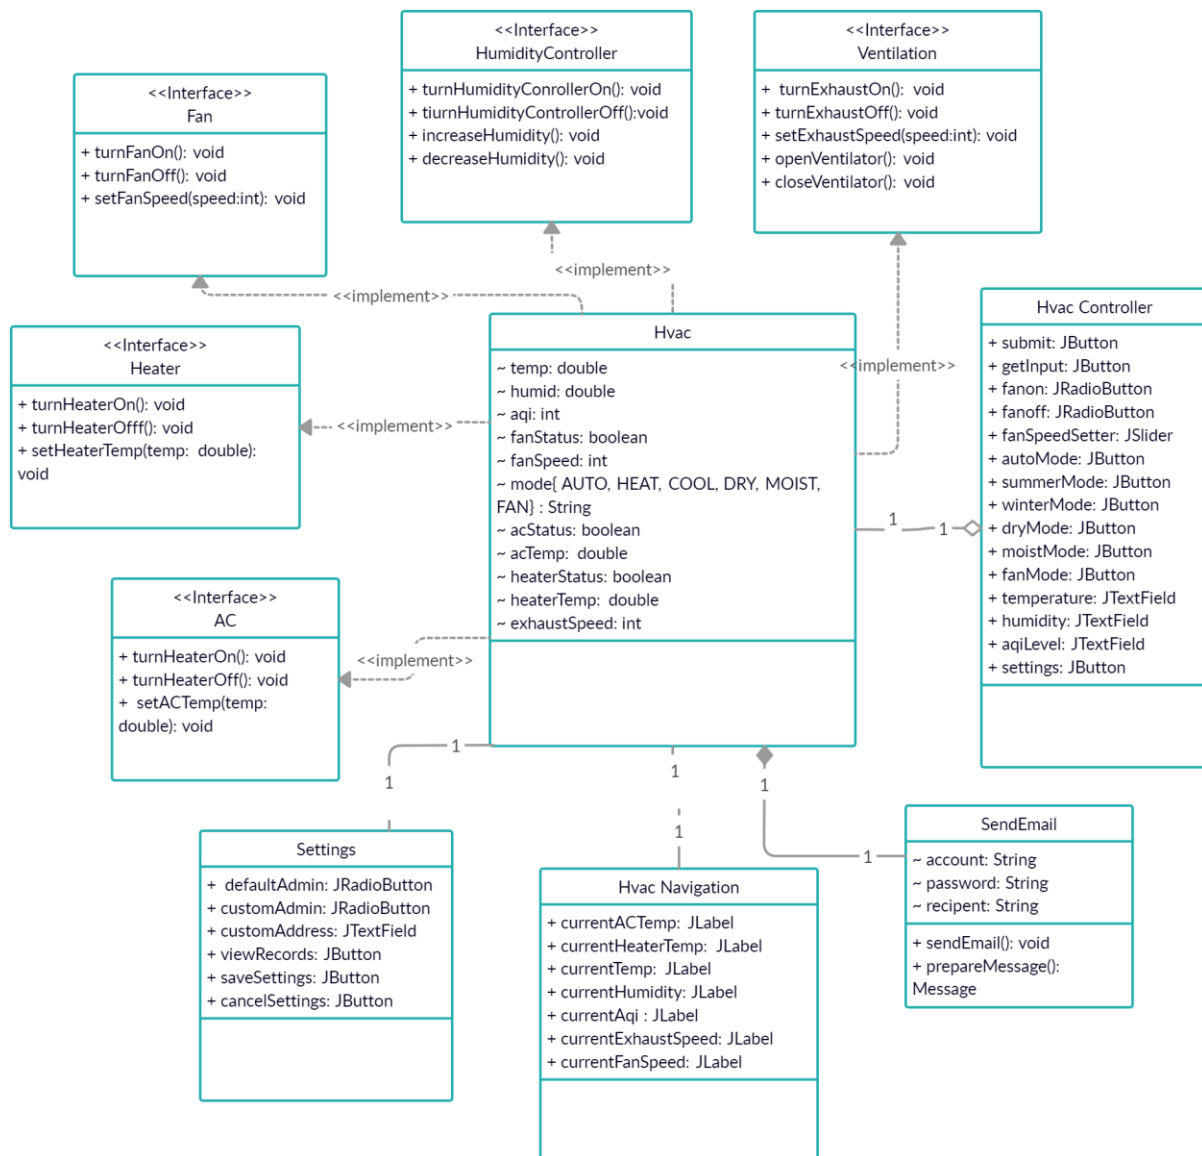 <<Interface>>
Fan
+ turnFanOn(): void
+ turnFanOff(): void
+ setFanSpeed(speed:int): void
<<Interface>>
HumidityController
+ turnHumidityConrollerOn(): void
+ tiurnHumidityControllerOff():void
+ increaseHumidity(): void
+ decreaseHumidity(): void
<<Interface>>
Ventilation
+ turnExhaustOn(): void
+ turnExhaustOff(): void
+ setExhaustSpeed(speed:int): void
+ openVentilator(): void
+ closeVentilator(): void
<<implement>>
<<implement>>
<<implement>>
<<implement>>
<<implement>>
<<Interface>>
Heater
+ turnHeaterOn(): void
+ turnHeaterOfff(): void
+ setHeaterTemp(temp: double):
void
<<Interface>>
AC
+ turnHeaterOn(): void
+ turnHeaterOff(): void
+ setACTemp(temp:
double): void
Hvac
~ temp: double
~ humid: double
~ aqi: int
~ fanStatus: boolean
~ fanSpeed: int
~ mode{ AUTO, HEAT, COOL, DRY, MOIST,
FAN} : String
~ acStatus: boolean
~ acTemp: double
~ heaterStatus: boolean
~ heaterTemp: double
~ exhaustSpeed: int
Hvac Controller
+ submit: JButton
+ getInput: JButton
+ fanon: JRadioButton
+ fanoff: JRadioButton
+ fanSpeedSetter: JSlider
+ autoMode: JButton
+ summerMode: JButton
+ winterMode: JButton
+ dryMode: JButton
+ moistMode: JButton
+ fanMode: JButton
+ temperature: JTextField
+ humidity: JTextField
+ aqiLevel: JTextField
+ settings: JButton
1
1
1
1
1
1
1
1
Settings
+ defaultAdmin: JRadioButton
+ customAdmin: JRadioButton
+ customAddress: JTextField
+ viewRecords: JButton
+ saveSettings: JButton
+ cancelSettings: JButton
Hvac Navigation
+ currentACTemp: JLabel
+ currentHeaterTemp: JLabel
+ currentTemp: JLabel
+ currentHumidity: JLabel
+ currentAqi : JLabel
+ currentExhaustSpeed: JLabel
+ currentFanSpeed: JLabel
SendEmail
~ account: String
~ password: String
~ recipent: String
+ sendEmail(): void
+ prepareMessage():
Message